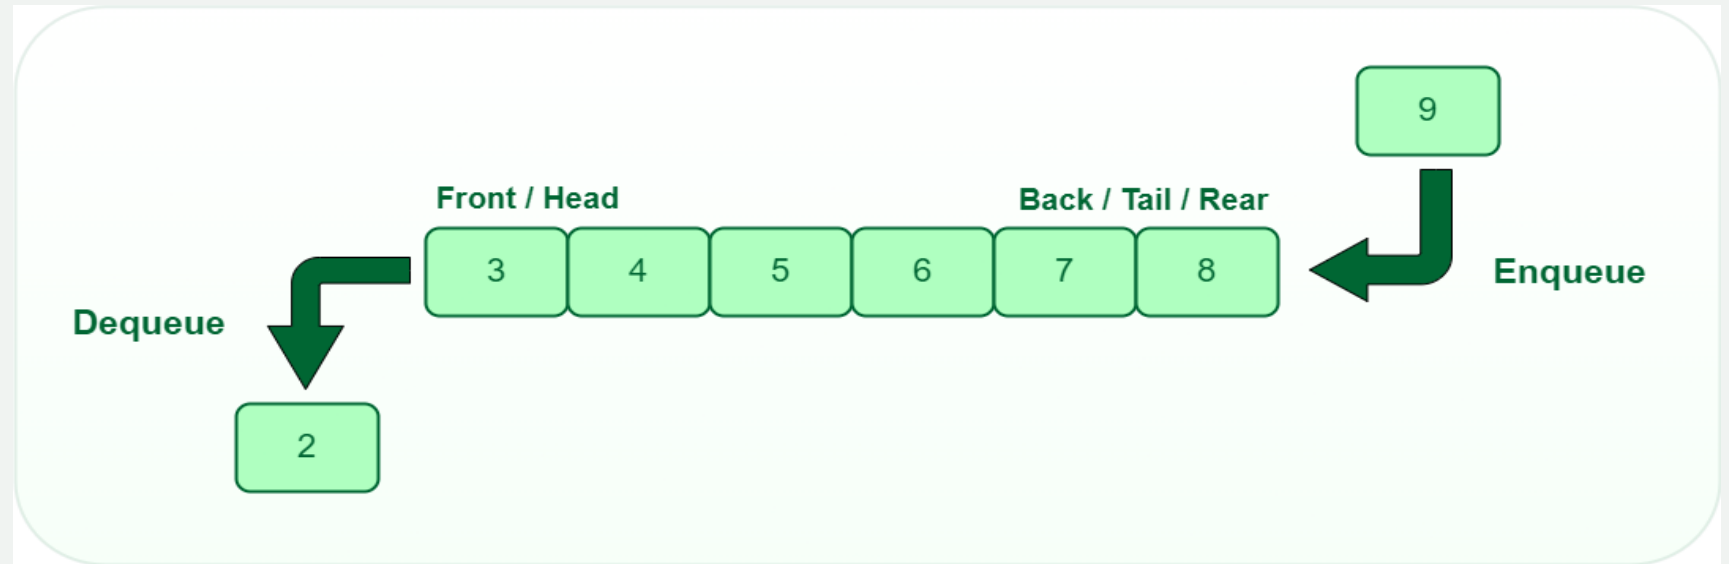 9
Front / Head
Back / Tail / Rear
3 4 5 6 7 8
Enqueue
Dequeue
2